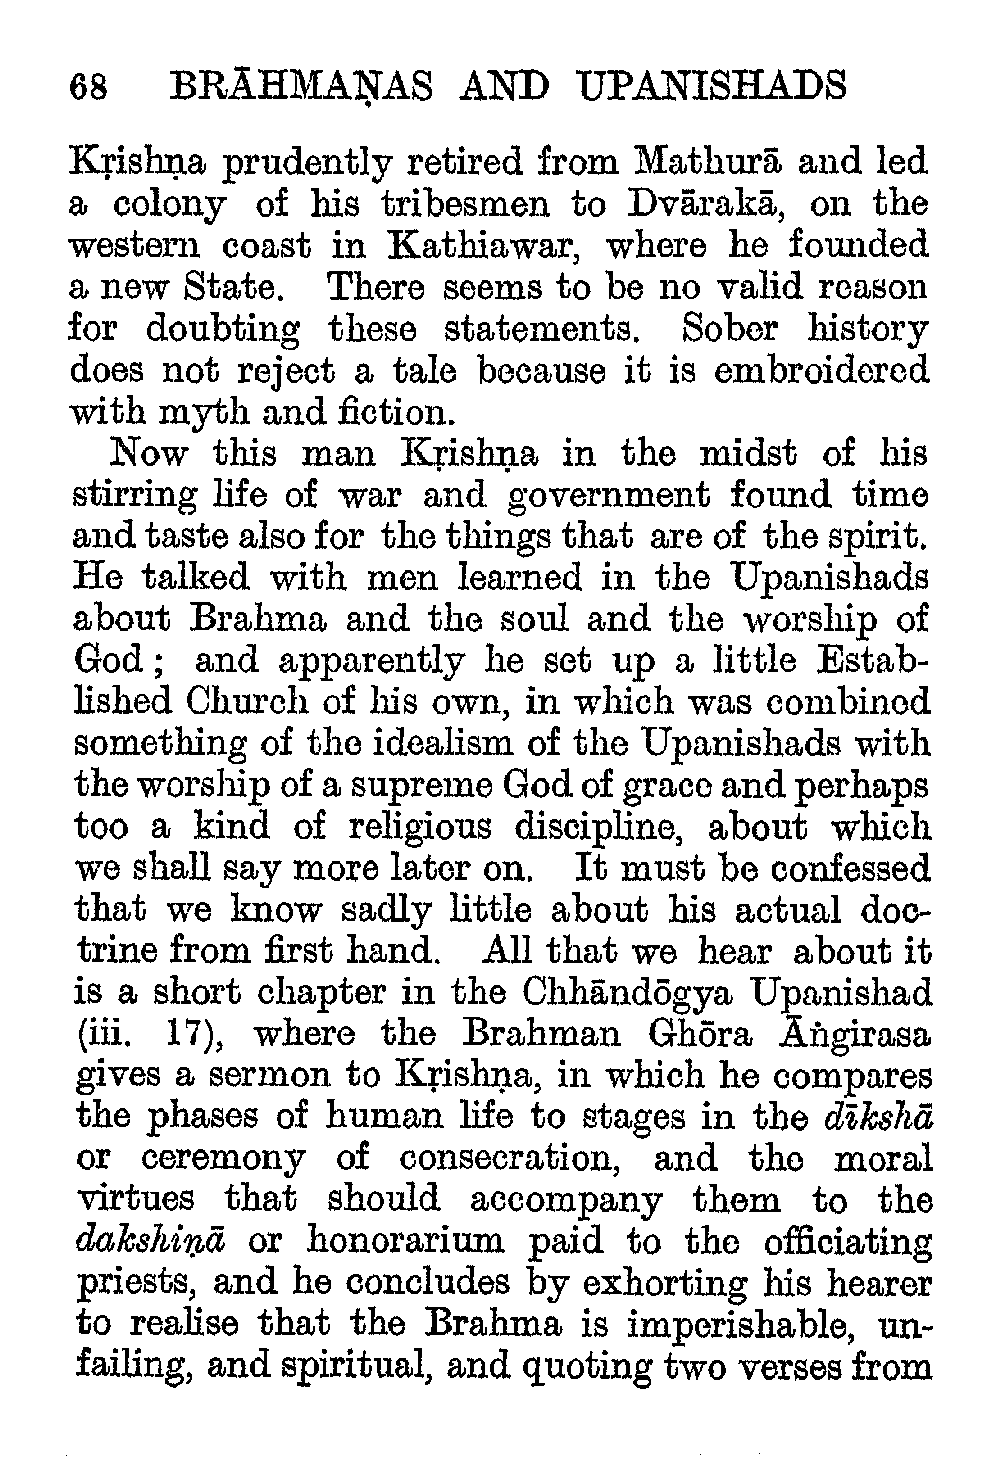 68 BRĀHMAṆAS AND UPANISHADS
Kṛishṇa prudently retired from Mathurā and led
a colony of his tribesmen to Dvārakā, on the
western coast in Kathiawar, where he founded
a new State. There seems to be no valid reason
for doubting these statements. Sober history
does not reject a tale because it is embroidered
with myth and fiction.
Now this man Kṛishṇa in the midst of his
stirring life of war and government found time
and taste also for the things that are of the spirit.
He talked with men learned in the Upanishads
about Brahma and the soul and the worship of
God ; and apparently he set up a little Estab-
lished Church of his own, in which was combined
something of the idealism of the Upanishads with
the worship of a supreme God of grace and perhaps
too a kind of religious discipline, about which
we shall say more later on. It must be confessed
that we know sadly little about his actual doc-
trine from first hand. All that we hear about it
is a short chapter in the Chhāndōgya Upanishad
(iii. 17), where the Brahman Ghōra Āṅgirasa
gives a sermon to Kṛishṇa, in which he compares
the phases of human life to stages in the dīkshā
or ceremony of consecration, and the moral
virtues that should accompany them to the
dakshiṇā or honorarium paid to the officiating
priests, and he concludes by exhorting his hearer
to realise that the Brahma is imperishable, un-
failing, and spiritual, and quoting two verses from